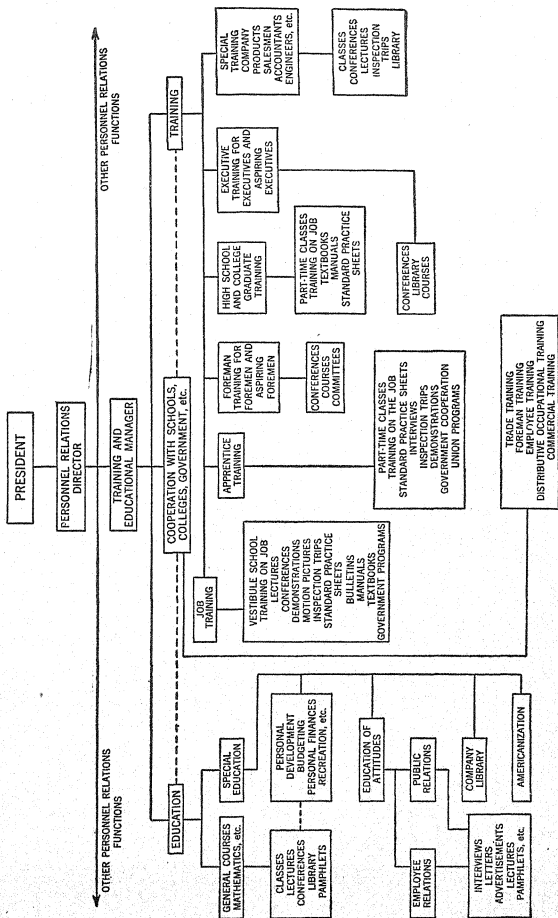 PRESIDENT
PERSONNEL RELATIONS
DIRECTOR
OTHER PERSONNEL RELATIONS
FUNCTIONS
OTHER PERSONNEL RELATIONS
FUNCTIONS
TRAINING AND
EDUCATIONAL MANAGER
EDUCATION
COOPERATION WITH SCHOOLS,
COLLEGES, GOVERNMENT, etc.
TRAINING
GENERAL COURSES
MATHEMATICS, etc.
SPECIAL
EDUCATION
CLASSES
LECTURES
CONFERENCES
LIBRARY
PAMPHLETS
PERSONAL
DEVELOPMENT
BUDGETING
PERSONAL FINANCES
RECREATION, etc.
EDUCATION OF
ATTITUDES
EMPLOYEE
RELATIONS
PUBLIC
RELATIONS
INTERVIEWS
LETTERS
ADVERTISEMENTS
LECTURES
PAMPHLETS, etc.
COMPANY
LIBRARY
AMERICANIZATION
JOB
TRAINING
VESTIBULE SCHOOL
TRAINING ON JOB
LECTURES
CONFERENCES
DEMONSTRATIONS
MOTION PICTURES
INSPECTION TRIPS
STANDARD PRACTICE
SHEETS
BULLETINS
MANUALS
TEXTBOOKS
GOVERNMENT PROGRAMS
APPRENTICE
TRAINING
PART-TIME CLASSES
TRAINING ON THE JOB
STANDARD PRACTICE SHEETS
INTERVIEWS
INSPECTION TRIPS
DEMONSTRATIONS
GOVERNMENT COOPERATION
UNION PROGRAMS
FOREMAN
TRAINING FOR
FOREMEN AND
ASPIRING
FOREMEN
CONFERENCES
COURSES
COMMITTEES
HIGH SCHOOL
AND COLLEGE
GRADUATE
TRAINING
PART-TIME CLASSES
TRAINING ON JOB
TEXTBOOKS
MANUALS
STANDARD PRACTICE
SHEETS
EXECUTIVE
TRAINING FOR
EXECUTIVES AND
ASPIRING
EXECUTIVES
CONFERENCES
LIBRARY
COURSES
SPECIAL
TRAINING
COMPANY
PRODUCTS
SALESMEN
ACCOUNTANTS
ENGINEERS, etc.
CLASSES
CONFERENCES
LECTURES
INSPECTION
TRIPS
LIBRARY
TRADE TRAINING
FOREMAN TRAINING
EMPLOYEE TRAINING
DISTRIBUTIVE OCCUPATIONAL TRAINING
COMMERCIAL TRAINING